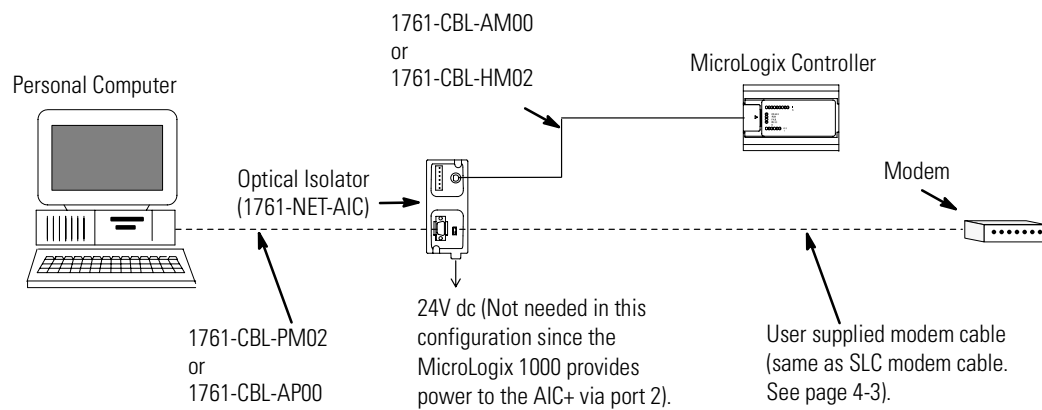 1761-CBL-AM00
or
1761-CBL-HM02
MicroLogix Controller
Personal Computer
Optical Isolator
(1761-NET-AIC)
Modem
24V dc (Not needed in this
configuration since the
MicroLogix 1000 provides
power to the AIC+ via port 2).
1761-CBL-PM02
or
1761-CBL-AP00
User supplied modem cable
(same as SLC modem cable.
See page 4-3).